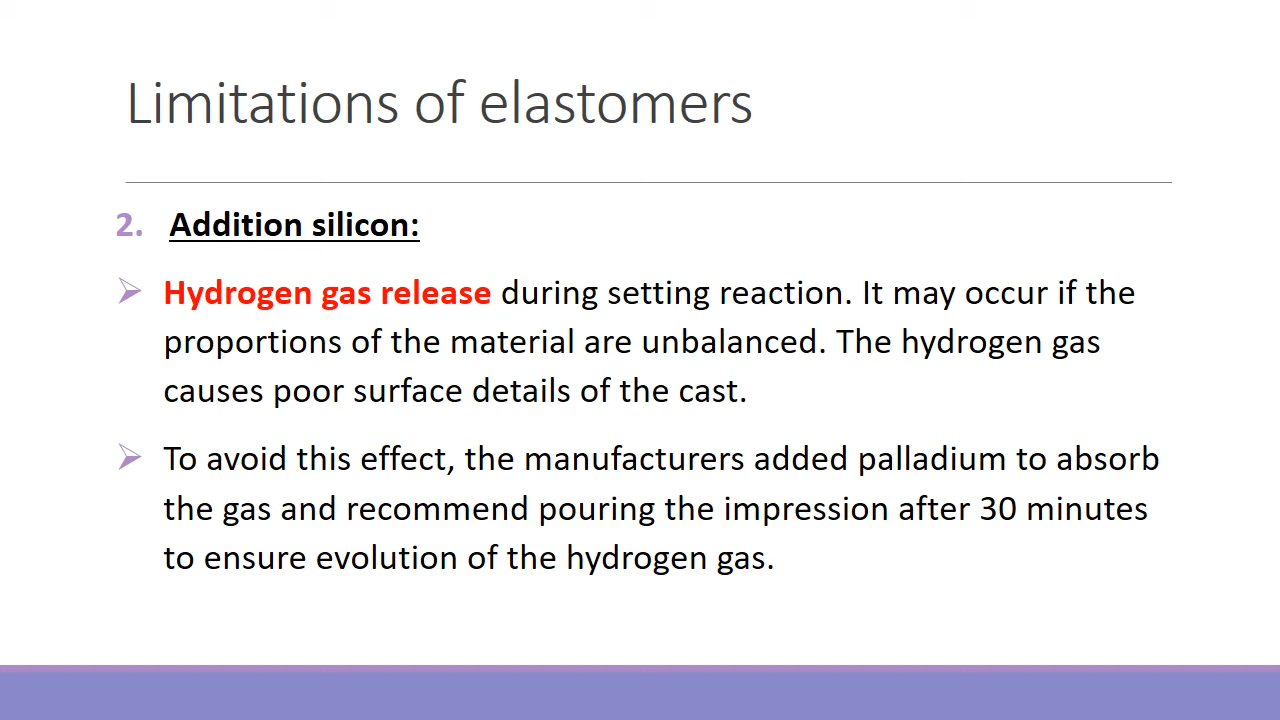 Limitations of elastomers
2. Addition silicon:
Hydrogen gas release during setting reaction. It may occur if the
proportions of the material are unbalanced. The hydrogen gas
causes poor surface details of the cast.
To avoid this effect, the manufacturers added palladium to absorb
the gas and recommend pouring the impression after 30 minutes
to ensure evolution of the hydrogen gas.